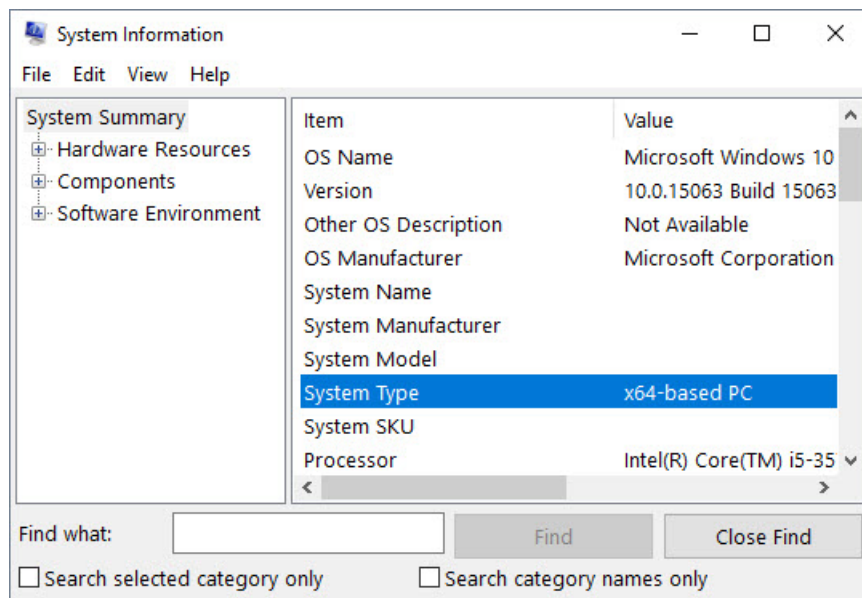 System Information
File Edit View Help
System Summary
Hardware Resources
Components
Software Environment
Item Value
OS Name Microsoft Windows 10
Version 10.0.15063 Build 15063
Other OS Description Not Available
OS Manufacturer Microsoft Corporation
System Name
System Manufacturer
System Model
System Type x64-based PC
System SKU
Processor Intel(R) Core(TM) i5-35
Find what: Find Close Find
Search selected category only Search category names only